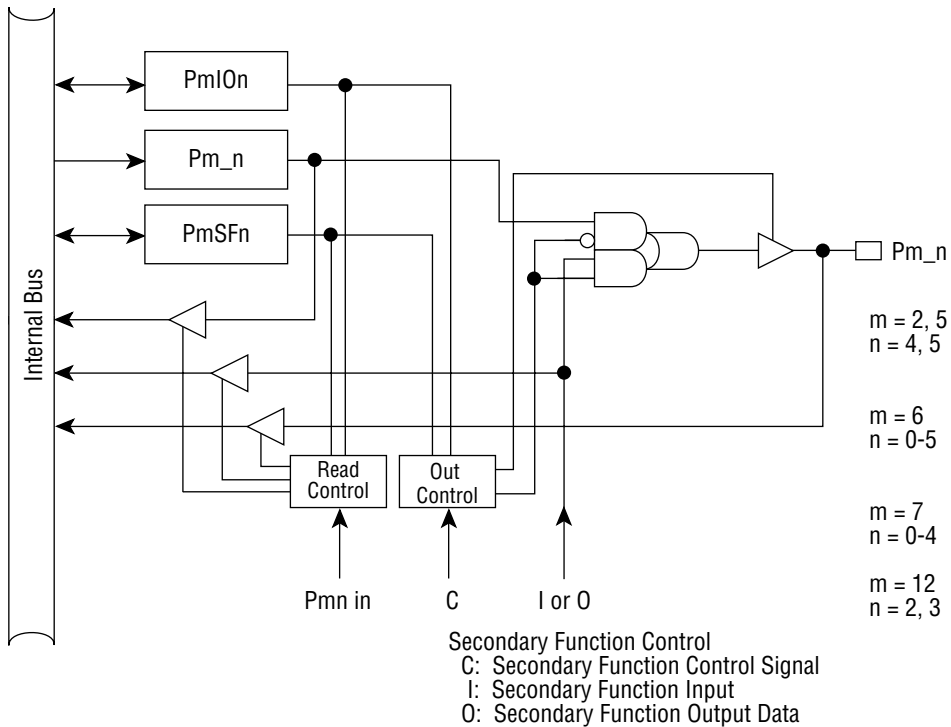 PmIOn
Pm_n
PmSFn
Internal Bus
Pm_n
m = 2, 5
n = 4, 5
m = 6
n = 0-5
Read
Control
Out
Control
m = 7
n = 0-4
Pmn in
C
I or O
m = 12
n = 2, 3
Secondary Function Control
C: Secondary Function Control Signal
I: Secondary Function Input
O: Secondary Function Output Data